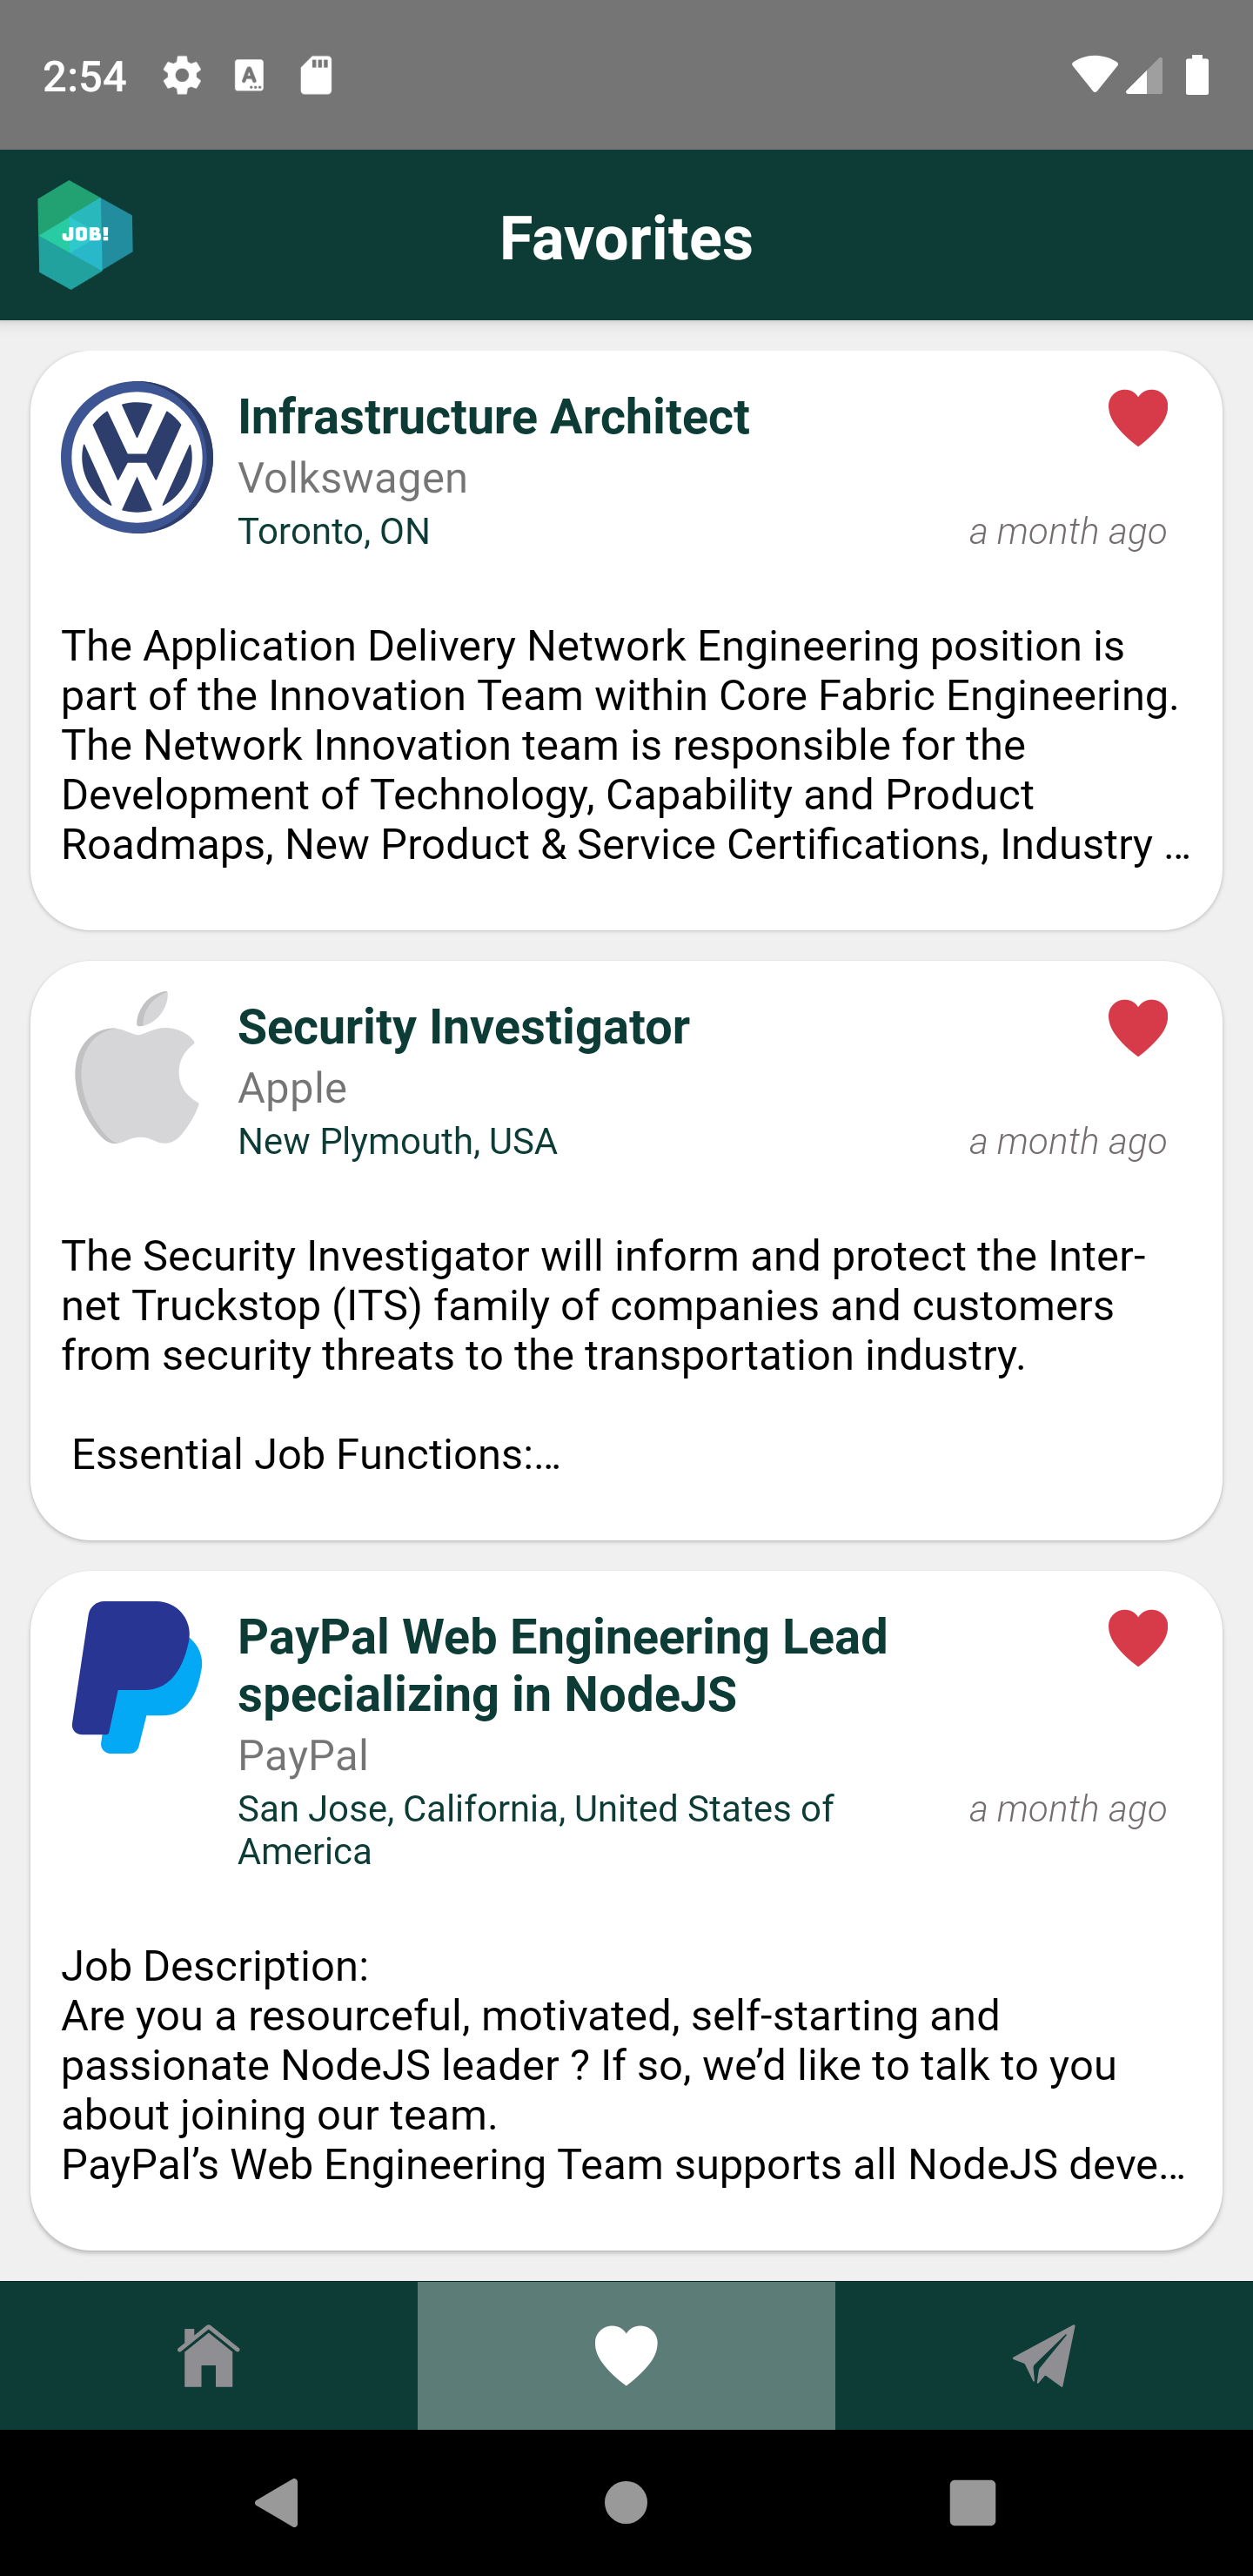 2:54
JOB!
Favorites
Infrastructure Architect
Volkswagen
Toronto, ON
a month ago
The Application Delivery Network Engineering position is
part of the Innovation Team within Core Fabric Engineering.
The Network Innovation team is responsible for the
Development of Technology, Capability and Product
Roadmaps, New Product & Service Certifications, Industry …
Security Investigator
Apple
New Plymouth, USA
a month ago
The Security Investigator will inform and protect the Inter-
net Truckstop (ITS) family of companies and customers
from security threats to the transportation industry.
Essential Job Functions:…
PayPal Web Engineering Lead
specializing in NodeJS
PayPal
San Jose, California, United States of
America
a month ago
Job Description:
Are you a resourceful, motivated, self-starting and
passionate NodeJS leader ? If so, we’d like to talk to you
about joining our team.
PayPal’s Web Engineering Team supports all NodeJS deve…